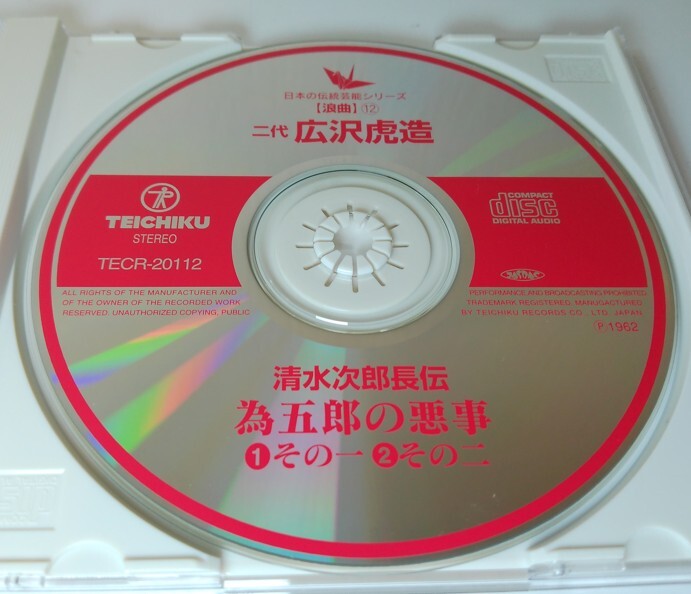 日本の伝統芸能シリーズ
【浪曲】⑫
二代 広沢虎造
TEICHIKU
STEREO
TECR-20112
COMPACT
disc
DIGITAL AUDIO
ALL RIGHTS OF THE MANUFACTURER AND
OF THE OWNER OF THE RECORDED WORK
RESERVED. UNAUTHORIZED COPYING, PUBLIC
PERFORMANCE AND BROADCASTING PROHIBITED
TRADEMARK REGISTERED. MANUFACTURED
BY TEICHIKU RECORDS CO., LTD. JAPAN
Ⓟ1962
清水次郎長伝
為五郎の悪事
❶その一 ❷その二